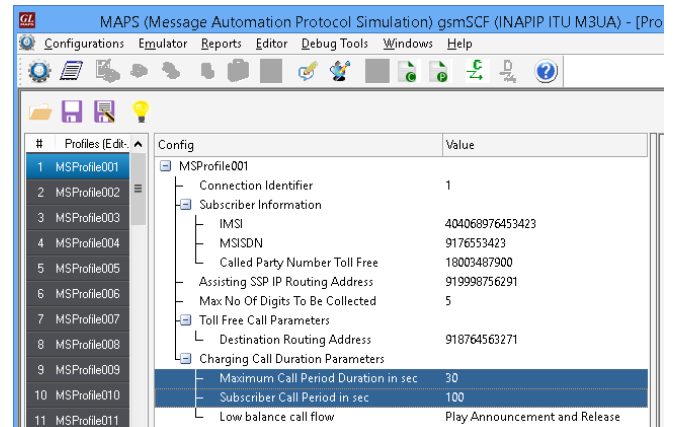 GL
MAPS (Message Automation Protocol Simulation) gsmSCF (INAPIP ITU M3UA) - [Pro
Configurations Emulator Reports Editor Debug Tools Windows Help
# Profiles (Edit-. Config Value
1 MSProfile001 MSProfile001
2 MSProfile002 Connection Identifier 1
Subscriber Information
3 MSProfile003 IMSI 404068976453423
4 MSProfile004 MSISDN 9176553423
5 MSProfile005 Called Party Number Toll Free 18003487900
Assisting SSP IP Routing Address 919998756291
6 MSProfile006 Max No Of Digits To Be Collected 5
7 MSProfile007 Toll Free Call Parameters
8 MSProfile008 Destination Routing Address 918764563271
9 MSProfile009 Charging Call Duration Parameters
Maximum Call Period Duration in sec 30
10 MSProfile010 Subscriber Call Period in sec 100
11 MSProfile011 Low balance call flow Play Announcement and Release